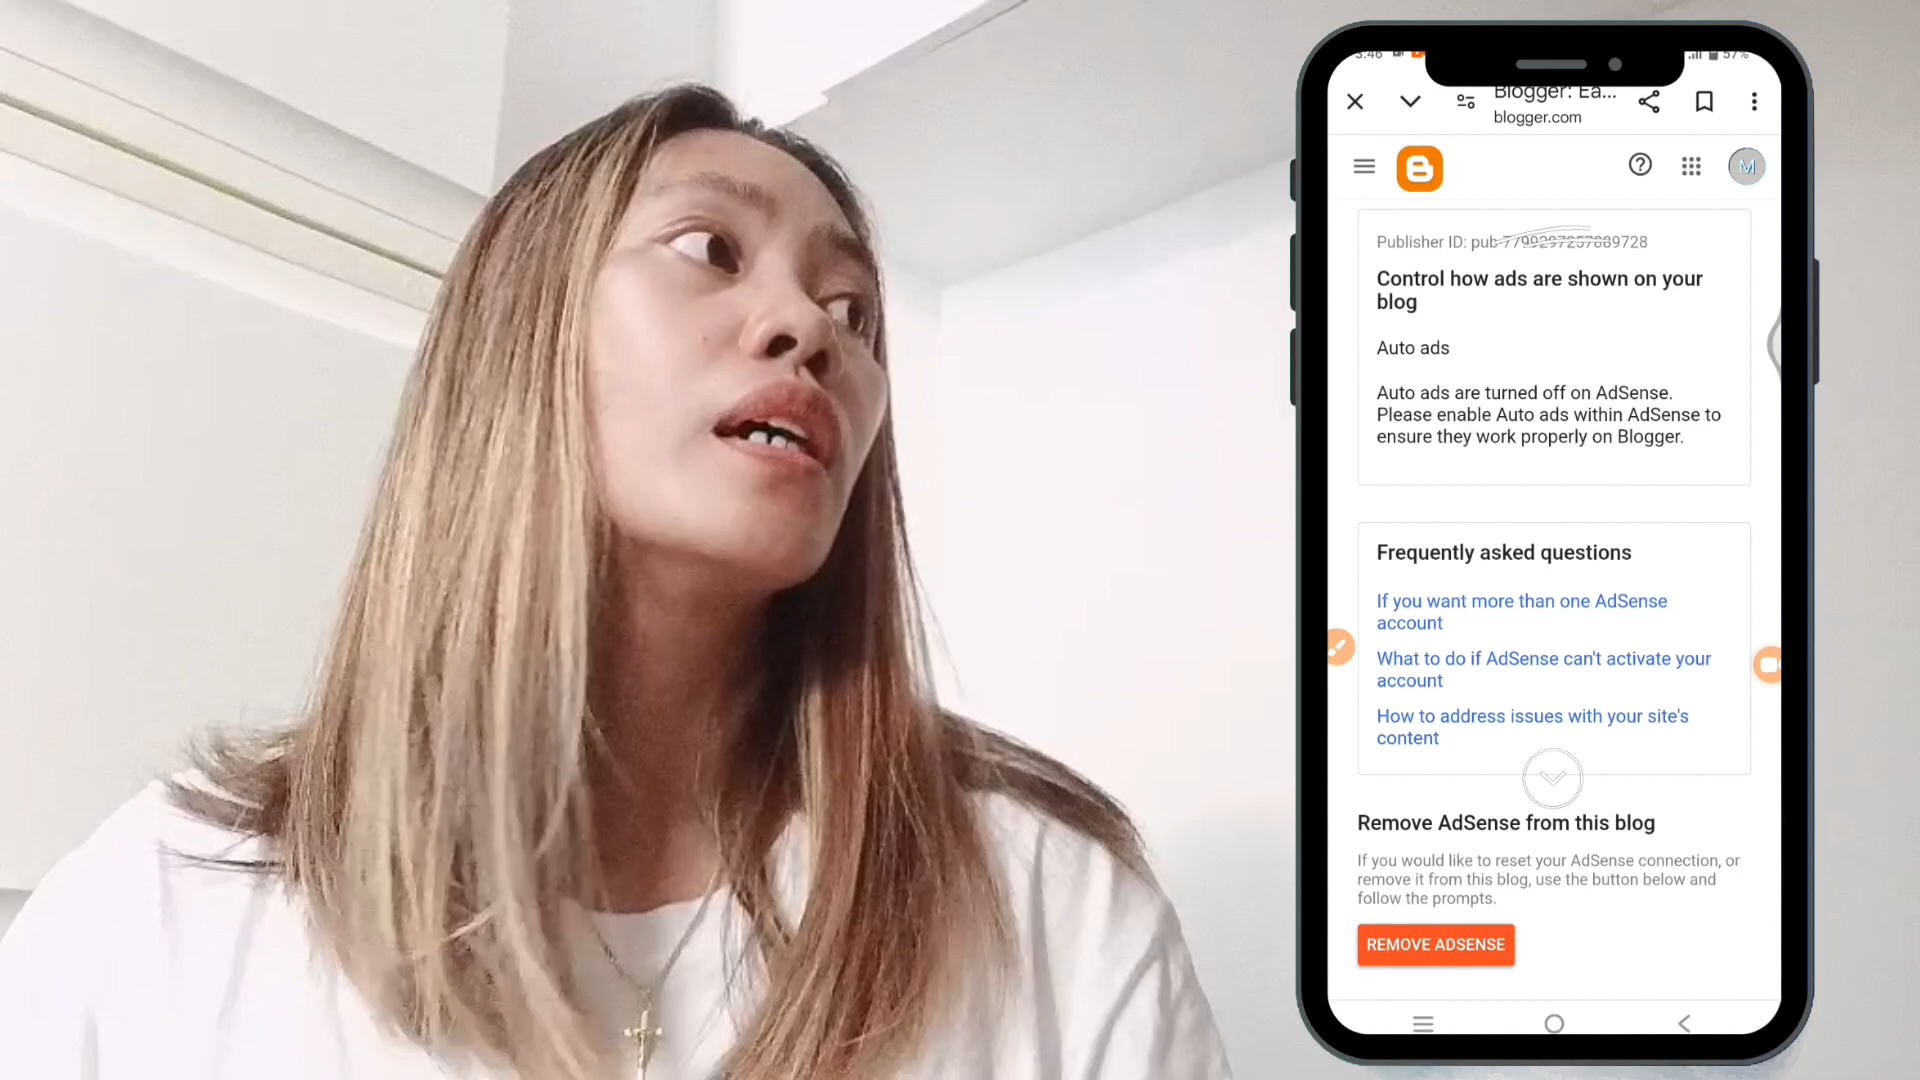 57%
Blogger: Ea...
blogger.com
M
Publisher ID: pub-
Control how ads are shown on your
blog
Auto ads
Auto ads are turned off on AdSense.
Please enable Auto ads within AdSense to
ensure they work properly on Blogger.
Frequently asked questions
If you want more than one AdSense
account
What to do if AdSense can't activate your
account
How to address issues with your site's
content
Remove AdSense from this blog
If you would like to reset your AdSense connection, or
remove it from this blog, use the button below and
follow the prompts.
REMOVE ADSENSE